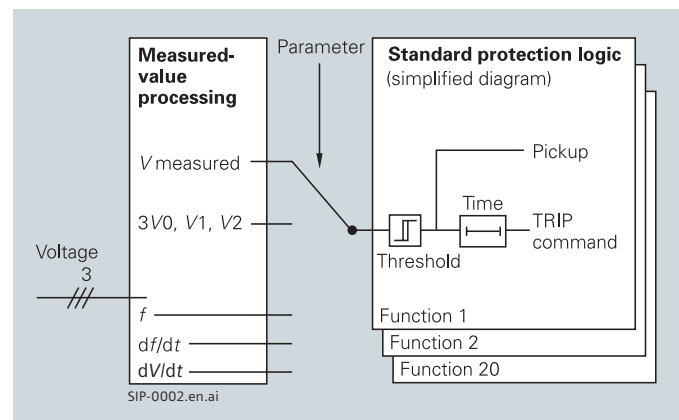 Measured-
value
processing
Parameter
Standard protection logic
(simplified diagram)
V measured
3V0, V1, V2
Voltage
3
f
df/dt
dV/dt
Pickup
Time
TRIP
command
Threshold
Function 1
Function 2
Function 20
SIP-0002.en.ai